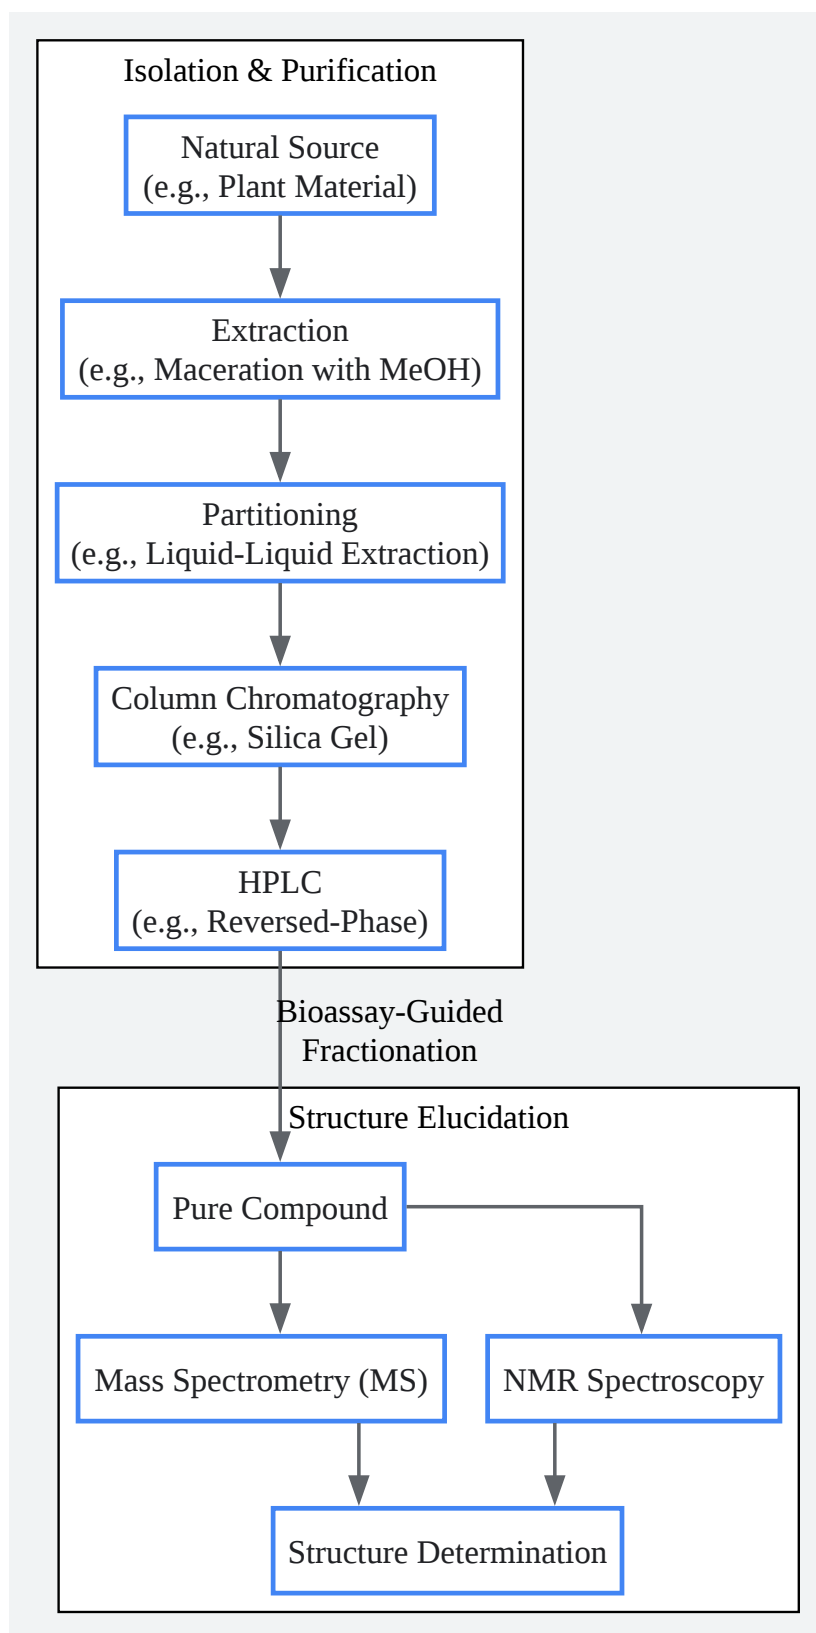 Isolation & Purification
Natural Source
(e.g., Plant Material)
Extraction
(e.g., Maceration with MeOH)
Partitioning
(e.g., Liquid-Liquid Extraction)
Column Chromatography
(e.g., Silica Gel)
HPLC
(e.g., Reversed-Phase)
Bioassay-Guided
Fractionation
Structure Elucidation
Pure Compound
Mass Spectrometry (MS)
NMR Spectroscopy
Structure Determination